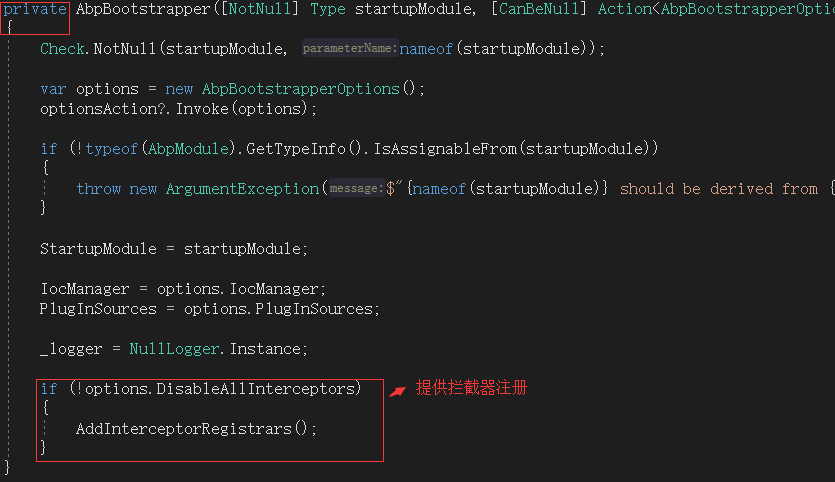 private AbpBootstrapper([NotNull] Type startupModule, [CanBeNull] Action<AbpBootstrapperOptio
{
Check.NotNull(startupModule, parameterName: nameof(startupModule));
var options = new AbpBootstrapperOptions();
optionsAction?.Invoke(options);
if (!typeof(AbpModule).GetTypeInfo().IsAssignableFrom(startupModule))
{
throw new ArgumentException(message: $"{nameof(startupModule)} should be derived from {
}
StartupModule = startupModule;
IocManager = options.IocManager;
PlugInSources = options.PlugInSources;
_logger = NullLogger.Instance;
if (!options.DisableAllInterceptors) 提供拦截器注册
{
AddInterceptorRegistrars();
}
}